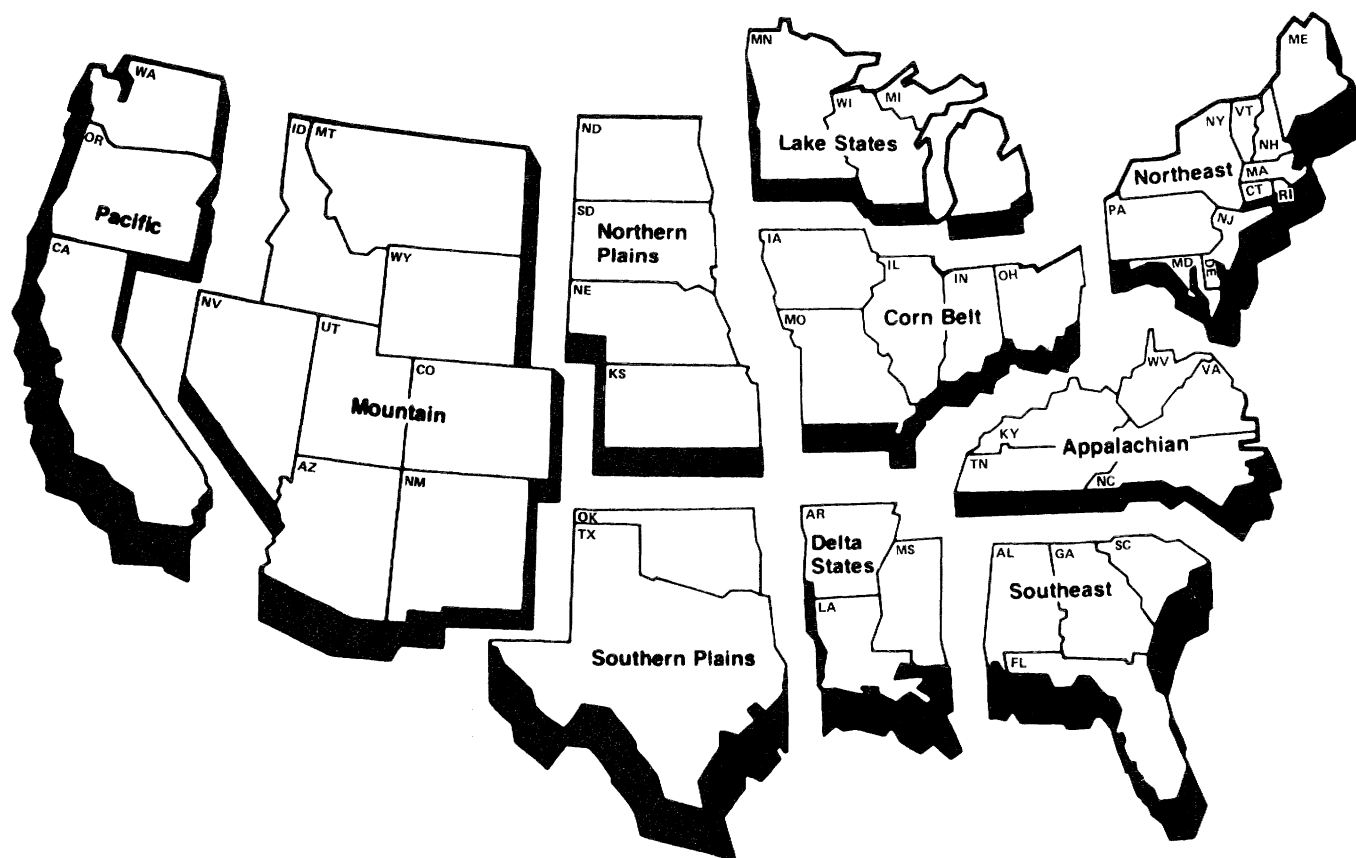 WA
OR
Pacific
CA
ID
MT
WY
NV
UT
CO
Mountain
AZ
NM
ND
SD
Northern
Plains
NE
KS
OK
TX
Southern Plains
MN
WI
MI
Lake States
IA
IL
IN
OH
MO
Corn Belt
AR
Delta
States
MS
LA
ME
NY
VT
NH
Northeast
MA
CT
RI
PA
NJ
MD
DE
WV
VA
KY
Appalachian
TN
NC
AL
GA
SC
Southeast
FL